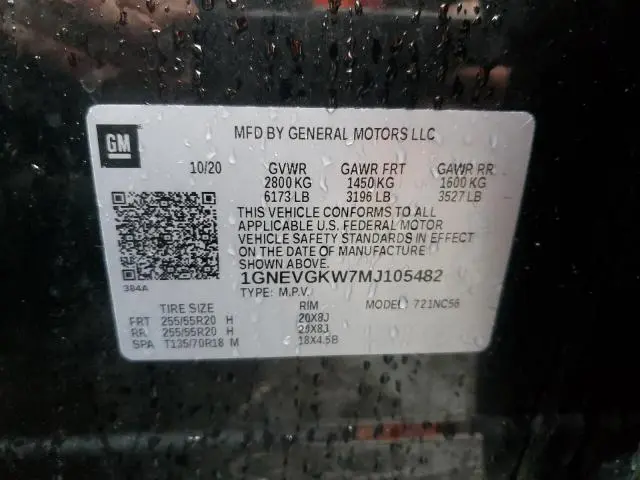 GM
MFD BY GENERAL MOTORS LLC
10/20 GVWR GAWR FRT GAWR RR
2800 KG 1450 KG 1600 KG
6173 LB 3196 LB 3527 LB
THIS VEHICLE CONFORMS TO ALL
APPLICABLE U.S. FEDERAL MOTOR
VEHICLE SAFETY STANDARDS IN EFFECT
ON THE DATE OF MANUFACTURE
SHOWN ABOVE.
384A
1GNEVGKW7MJ105482
TYPE: M.P.V. MODEL: 721NC56
TIRE SIZE RIM
FRT 255/55R20 H 20X8J
RR 255/55R20 H 20X8J
SPA T135/70R18 M 18X4.5B